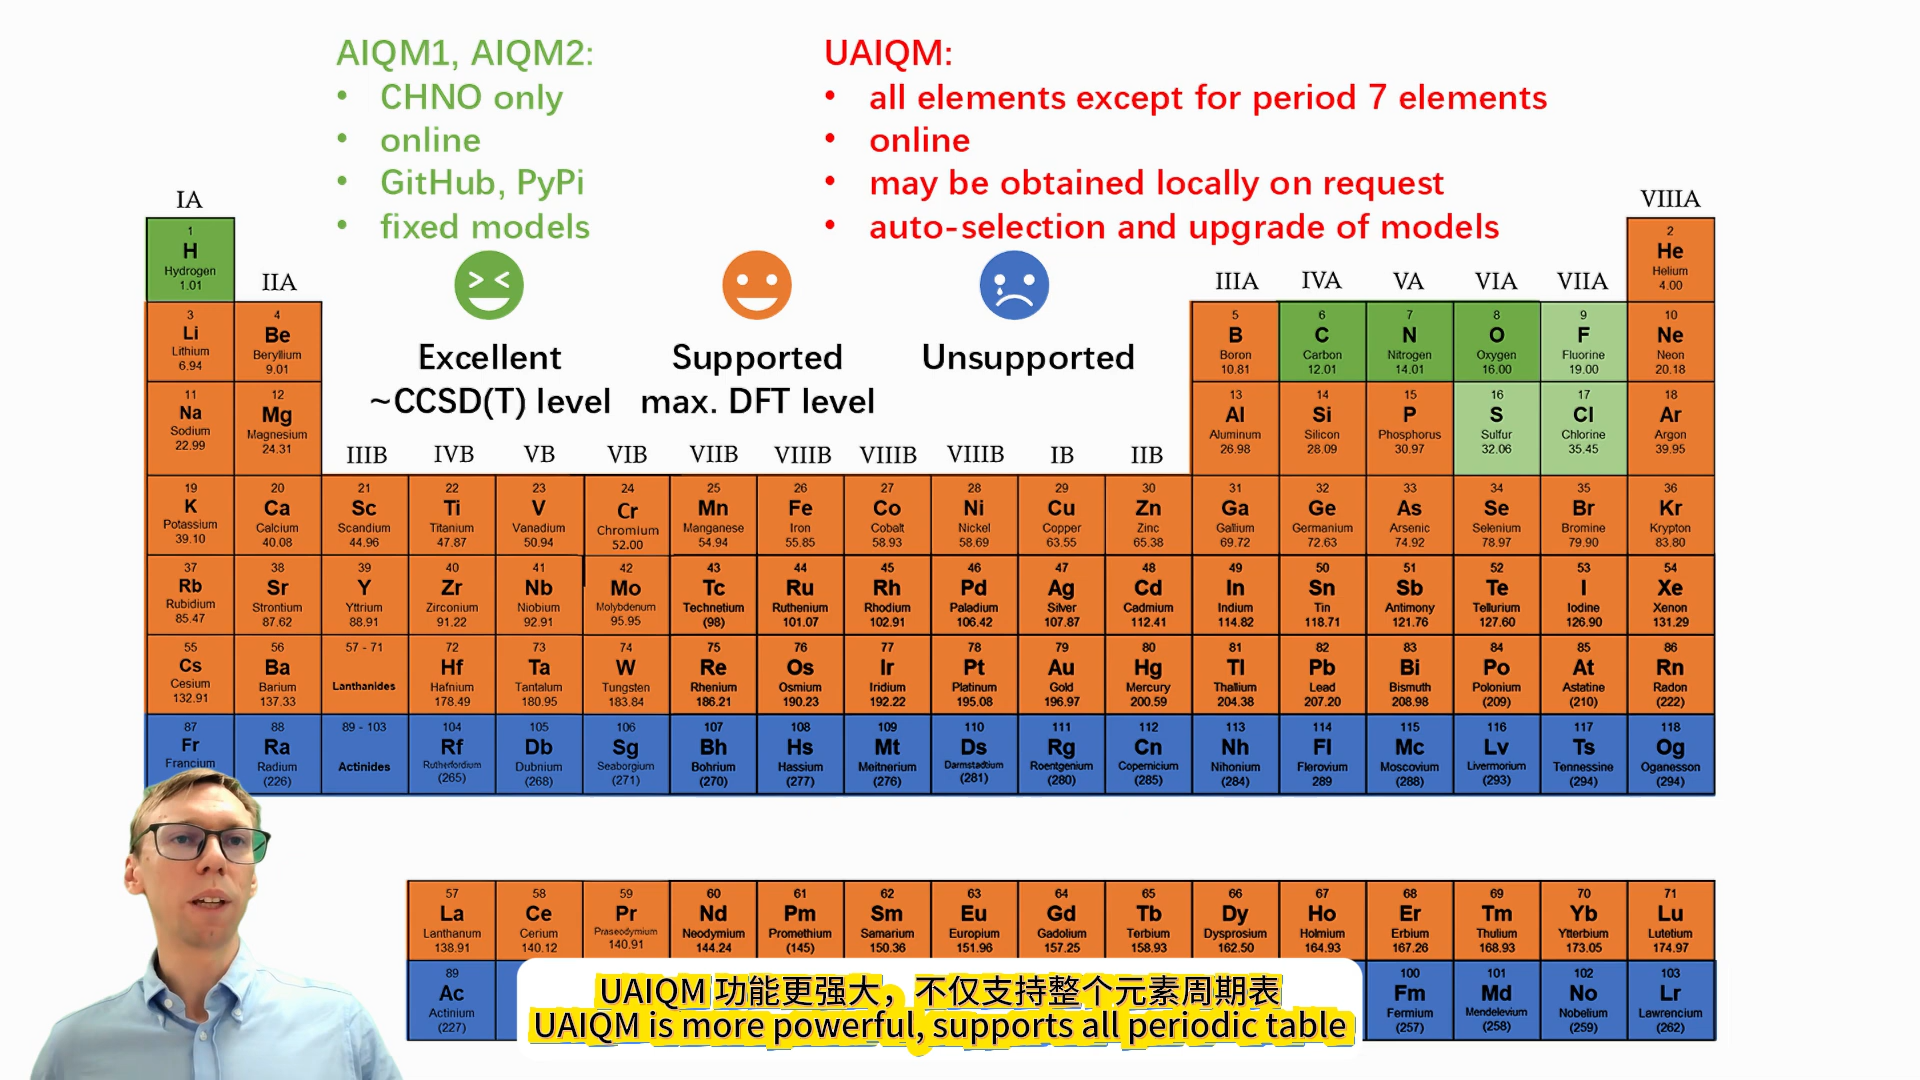 AIQM1, AIQM2:
• CHNO only
• online
• GitHub, PyPi
• fixed models
UAIQM:
• all elements except for period 7 elements
• online
• may be obtained locally on request
• auto-selection and upgrade of models
Excellent
~CCSD(T) level
Supported
max. DFT level
Unsupported
IA
IIA
IIIB
IVB
VB
VIB
VIIB
VIIIB
VIIIB
VIIIB
IB
IIB
IIIA
IVA
VA
VIA
VIIA
VIIIA
1
H
Hydrogen
1.01
2
He
Helium
4.00
3
Li
Lithium
6.94
4
Be
Beryllium
9.01
5
B
Boron
10.81
6
C
Carbon
12.01
7
N
Nitrogen
14.01
8
O
Oxygen
16.00
9
F
Fluorine
19.00
10
Ne
Neon
20.18
11
Na
Sodium
22.99
12
Mg
Magnesium
24.31
13
Al
Aluminum
26.98
14
Si
Silicon
28.09
15
P
Phosphorus
30.97
16
S
Sulfur
32.06
17
Cl
Chlorine
35.45
18
Ar
Argon
39.95
19
K
Potassium
39.10
20
Ca
Calcium
40.08
21
Sc
Scandium
44.96
22
Ti
Titanium
47.87
23
V
Vanadium
50.94
24
Cr
Chromium
52.00
25
Mn
Manganese
54.94
26
Fe
Iron
55.85
27
Co
Cobalt
58.93
28
Ni
Nickel
58.69
29
Cu
Copper
63.55
30
Zn
Zinc
65.38
31
Ga
Gallium
69.72
32
Ge
Germanium
72.63
33
As
Arsenic
74.92
34
Se
Selenium
78.97
35
Br
Bromine
79.90
36
Kr
Krypton
83.80
37
Rb
Rubidium
85.47
38
Sr
Strontium
87.62
39
Y
Yttrium
88.91
40
Zr
Zirconium
91.22
41
Nb
Niobium
92.91
42
Mo
Molybdenum
95.95
43
Tc
Technetium
(98)
44
Ru
Ruthenium
101.07
45
Rh
Rhodium
102.91
46
Pd
Paladium
106.42
47
Ag
Silver
107.87
48
Cd
Cadmium
112.41
49
In
Indium
114.82
50
Sn
Tin
118.71
51
Sb
Antimony
121.76
52
Te
Tellurium
127.60
53
I
Iodine
126.90
54
Xe
Xenon
131.29
55
Cs
Cesium
132.91
56
Ba
Barium
137.33
57 - 71
Lanthanides
72
Hf
Hafnium
178.49
73
Ta
Tantalum
180.95
74
W
Tungsten
183.84
75
Re
Rhenium
186.21
76
Os
Osmium
190.23
77
Ir
Iridium
192.22
78
Pt
Platinum
195.08
79
Au
Gold
196.97
80
Hg
Mercury
200.59
81
Tl
Thallium
204.38
82
Pb
Lead
207.20
83
Bi
Bismuth
208.98
84
Po
Polonium
(209)
85
At
Astatine
(210)
86
Rn
Radon
(222)
87
Fr
Francium
88
Ra
Radium
(226)
89 - 103
Actinides
104
Rf
Rutherfordium
(265)
105
Db
Dubnium
(268)
106
Sg
Seaborgium
(271)
107
Bh
Bohrium
(270)
108
Hs
Hassium
(277)
109
Mt
Meitnerium
(276)
110
Ds
Darmstadtium
(281)
111
Rg
Roentgenium
(280)
112
Cn
Copernicium
(285)
113
Nh
Nihonium
(284)
114
Fl
Flerovium
289
115
Mc
Moscovium
(288)
116
Lv
Livermorium
(293)
117
Ts
Tennessine
(294)
118
Og
Oganesson
(294)
57
La
Lanthanum
138.91
58
Ce
Cerium
140.12
59
Pr
Praseodymium
140.91
60
Nd
Neodymium
144.24
61
Pm
Promethium
(145)
62
Sm
Samarium
150.36
63
Eu
Europium
151.96
64
Gd
Gadolium
157.25
65
Tb
Terbium
158.93
66
Dy
Dysprosium
162.50
67
Ho
Holmium
164.93
68
Er
Erbium
167.26
69
Tm
Thulium
168.93
70
Yb
Ytterbium
173.05
71
Lu
Lutetium
174.97
89
Ac
Actinium
(227)
100
Fm
Fermium
(257)
101
Md
Mendelevium
(258)
102
No
Nobelium
(259)
103
Lr
Lawrencium
(262)
UAIQM 功能更强大，不仅支持整个元素周期表
UAIQM is more powerful, supports all periodic table